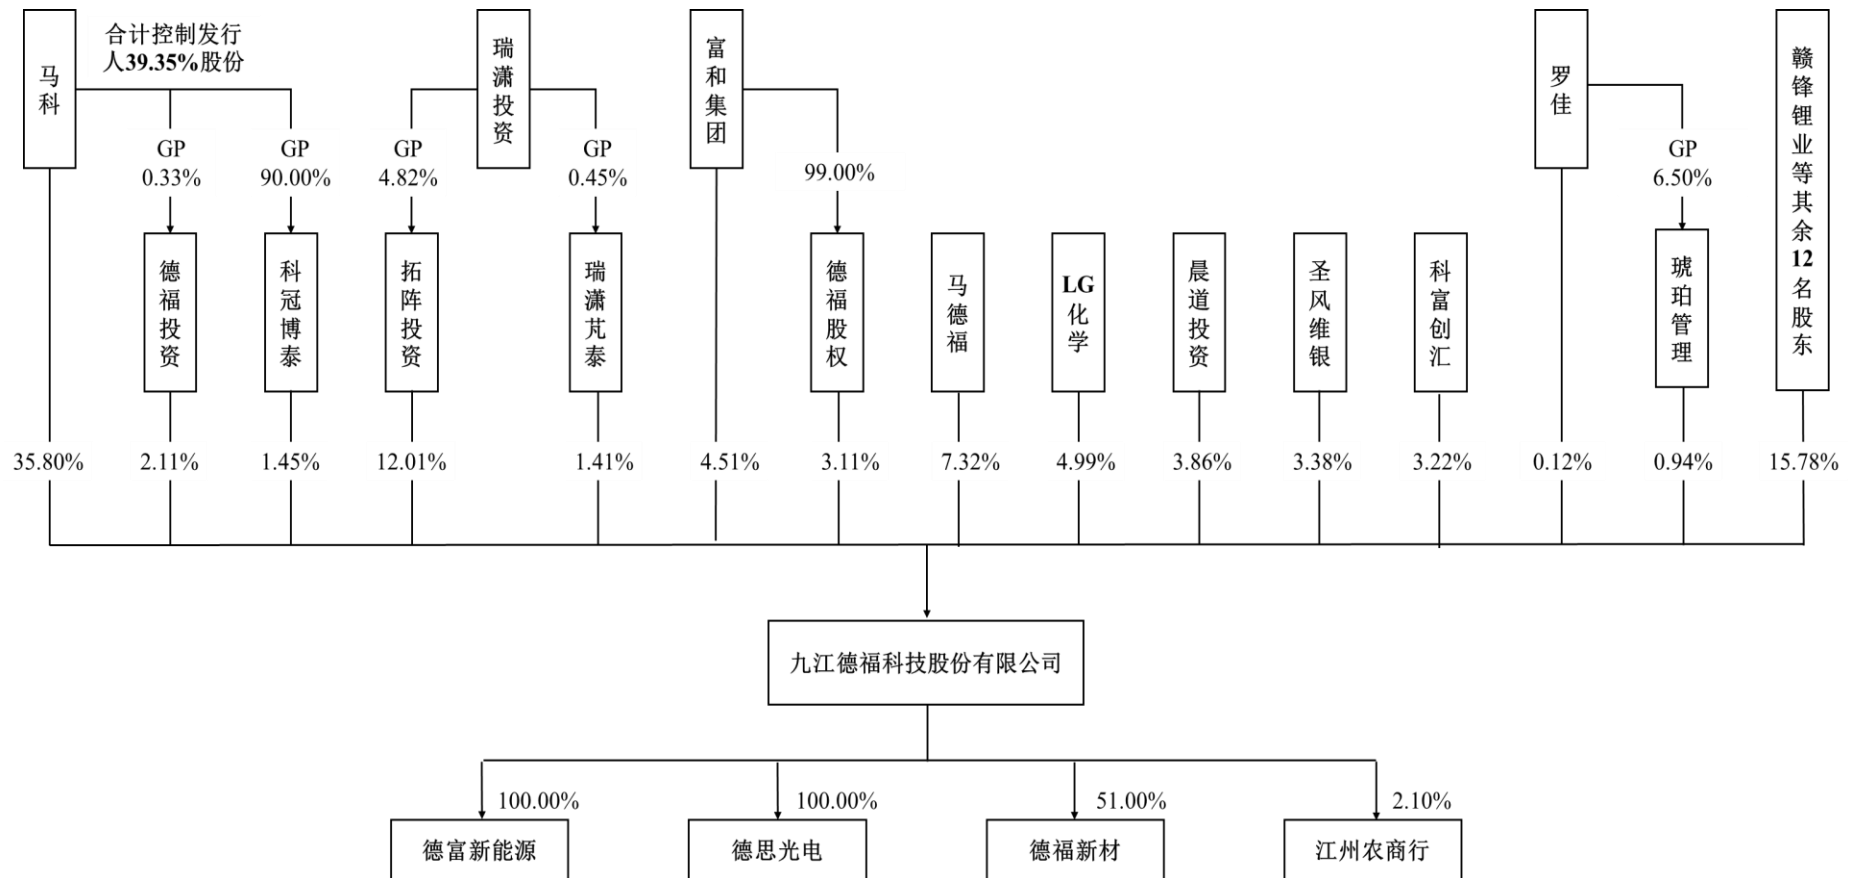 合计控制发行
人39.35%股份
马科
瑞潇投资
富和集团
罗佳
赣锋锂业等其余12名股东
GP
0.33%
GP
90.00%
GP
4.82%
GP
0.45%
99.00%
GP
6.50%
德福投资
科冠博泰
拓阵投资
瑞潇芃泰
德福股权
马德福
LG化学
晨道投资
圣风维银
科富创汇
琥珀管理
35.80%
2.11%
1.45%
12.01%
1.41%
4.51%
3.11%
7.32%
4.99%
3.86%
3.38%
3.22%
0.12%
0.94%
15.78%
九江德福科技股份有限公司
100.00%
100.00%
51.00%
2.10%
德富新能源
德思光电
德福新材
江州农商行